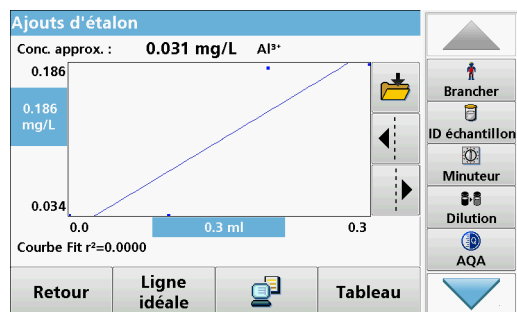 Ajouts d'étalon
Conc. approx. : 0.031 mg/L Al³⁺
0.186
0.186
mg/L
0.034
0.0 0.3 ml 0.3
Courbe Fit r²=0.0000
Retour
Ligne
idéale
Tableau
Brancher
ID échantillon
Minuteur
Dilution
AQA